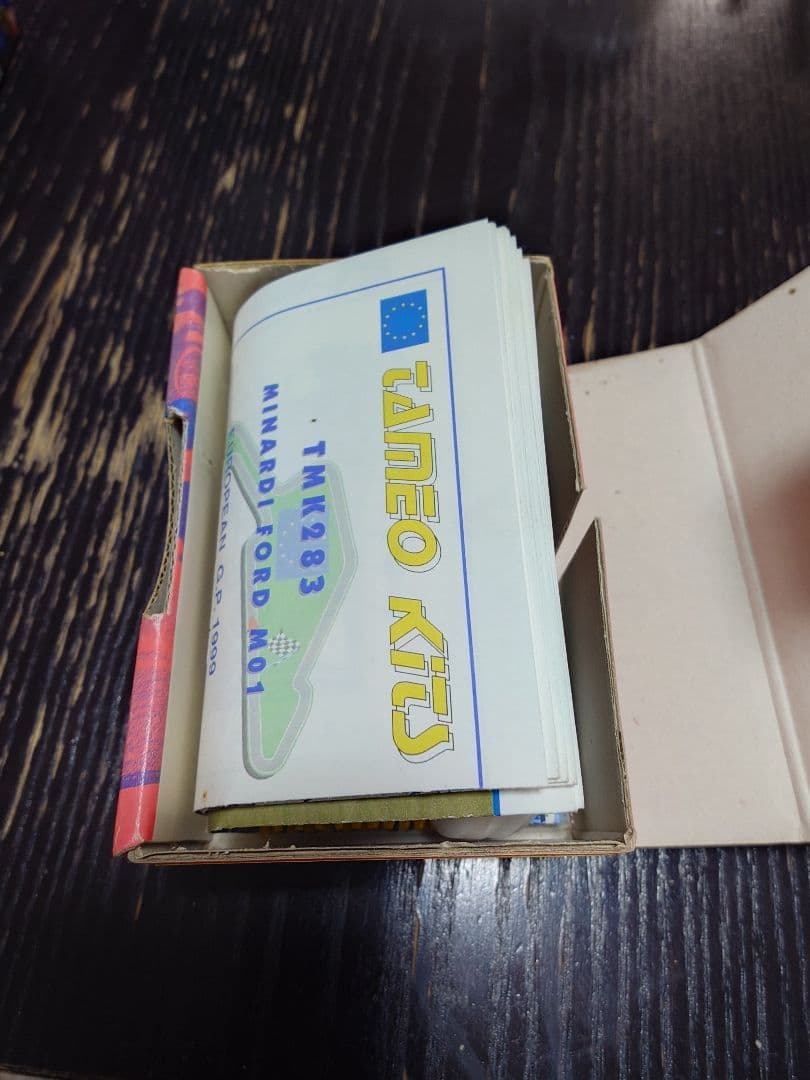 TAMEO KITS
TMK283
MINARDI FORD M01
EUROPEAN G.P. 1999